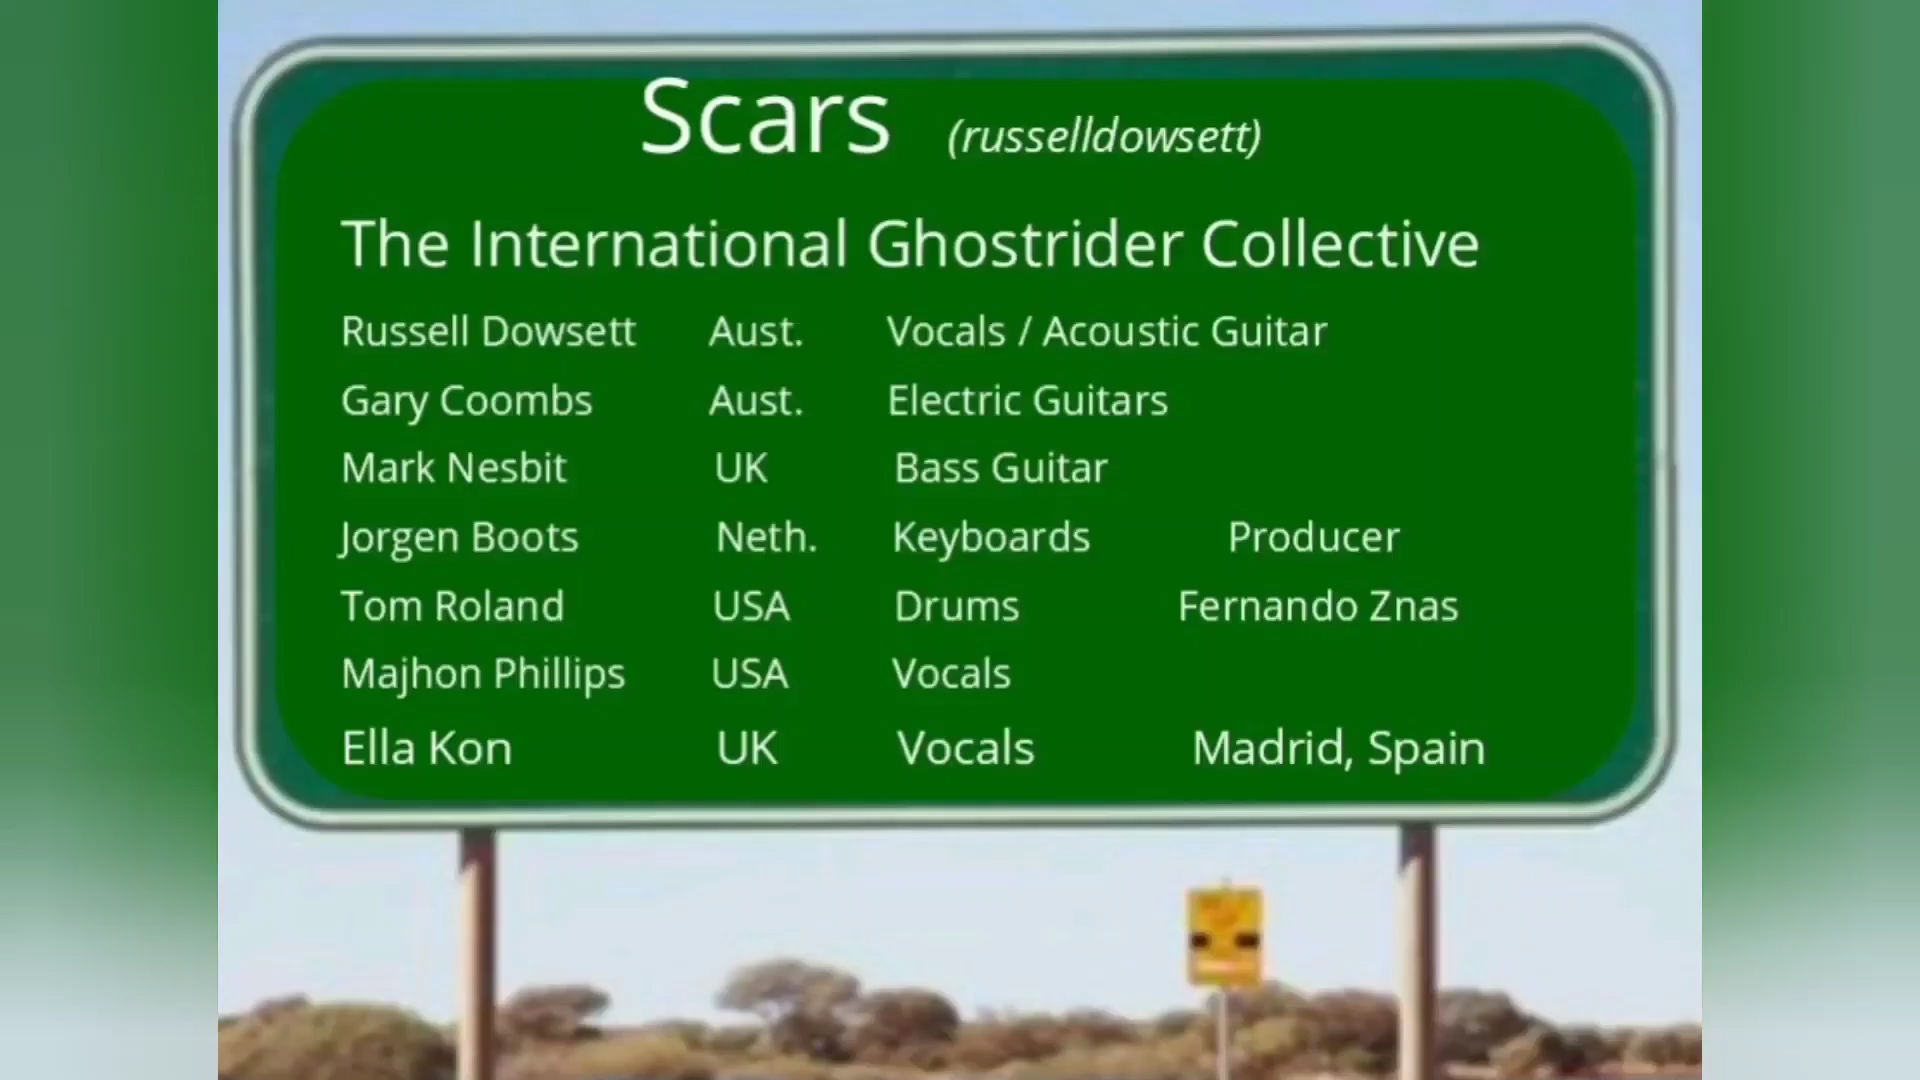 Scars (russelldowsett)
The International Ghostrider Collective
Russell Dowsett Aust. Vocals / Acoustic Guitar
Gary Coombs Aust. Electric Guitars
Mark Nesbit UK Bass Guitar
Jorgen Boots Neth. Keyboards Producer
Tom Roland USA Drums Fernando Znas
Majhon Phillips USA Vocals
Ella Kon UK Vocals Madrid, Spain